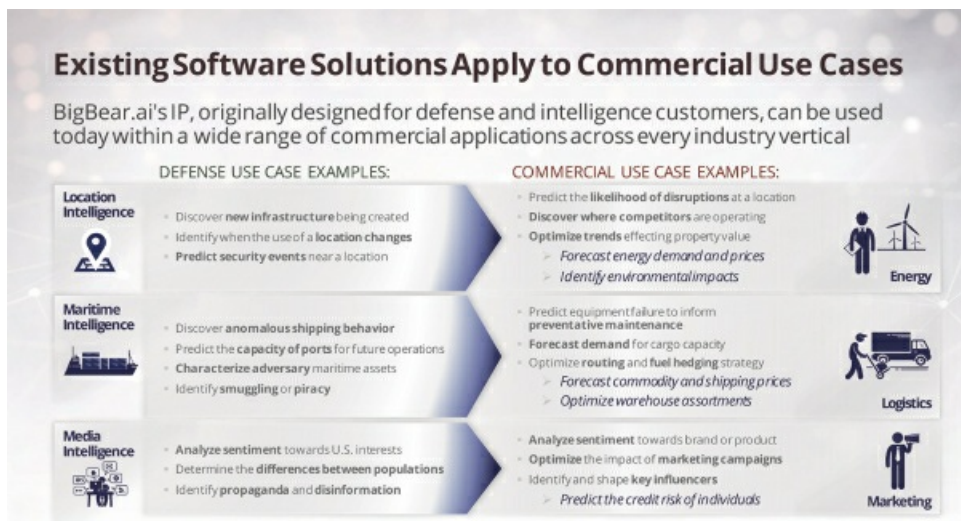 Existing Software Solutions Apply to Commercial Use Cases
BigBear.ai's IP, originally designed for defense and intelligence customers, can be used
today within a wide range of commercial applications across every industry vertical
DEFENSE USE CASE EXAMPLES:
COMMERCIAL USE CASE EXAMPLES:
Location
Intelligence
Discover new infrastructure being created
Identify when the use of a location changes
Predict security events near a location
Predict the likelihood of disruptions at a location
Discover where competitors are operating
Optimize trends effecting property value
Forecast energy demand and prices
Identify environmental impacts
Energy
Maritime
Intelligence
Discover anomalous shipping behavior
Predict the capacity of ports for future operations
Characterize adversary maritime assets
Identify smuggling or piracy
Predict equipment failure to inform
preventative maintenance
Forecast demand for cargo capacity
Optimize routing and fuel hedging strategy
Forecast commodity and shipping prices
Optimize warehouse assortments
Logistics
Media
Intelligence
Analyze sentiment towards U.S. interests
Determine the differences between populations
Identify propaganda and disinformation
Analyze sentiment towards brand or product
Optimize the impact of marketing campaigns
Identify and shape key influencers
Predict the credit risk of individuals
Marketing